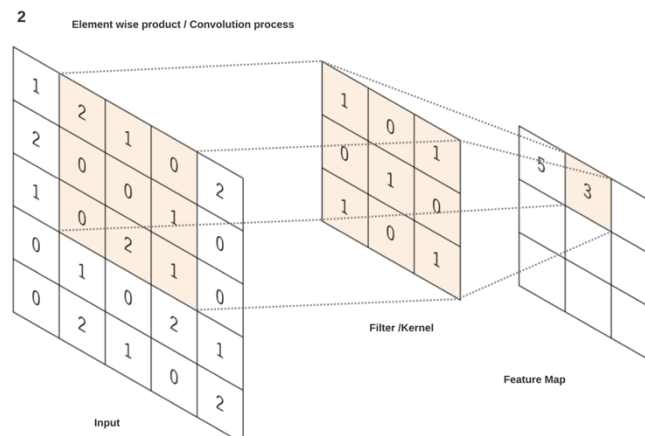 2
Element wise product / Convolution process
1 2 1 0 2
2 0 0 1 0
1 0 2 1 0
0 1 0 2 1
0 2 1 0 2
Input
1 0 1
0 1 0
1 0 1
Filter /Kernel
5 3
Feature Map